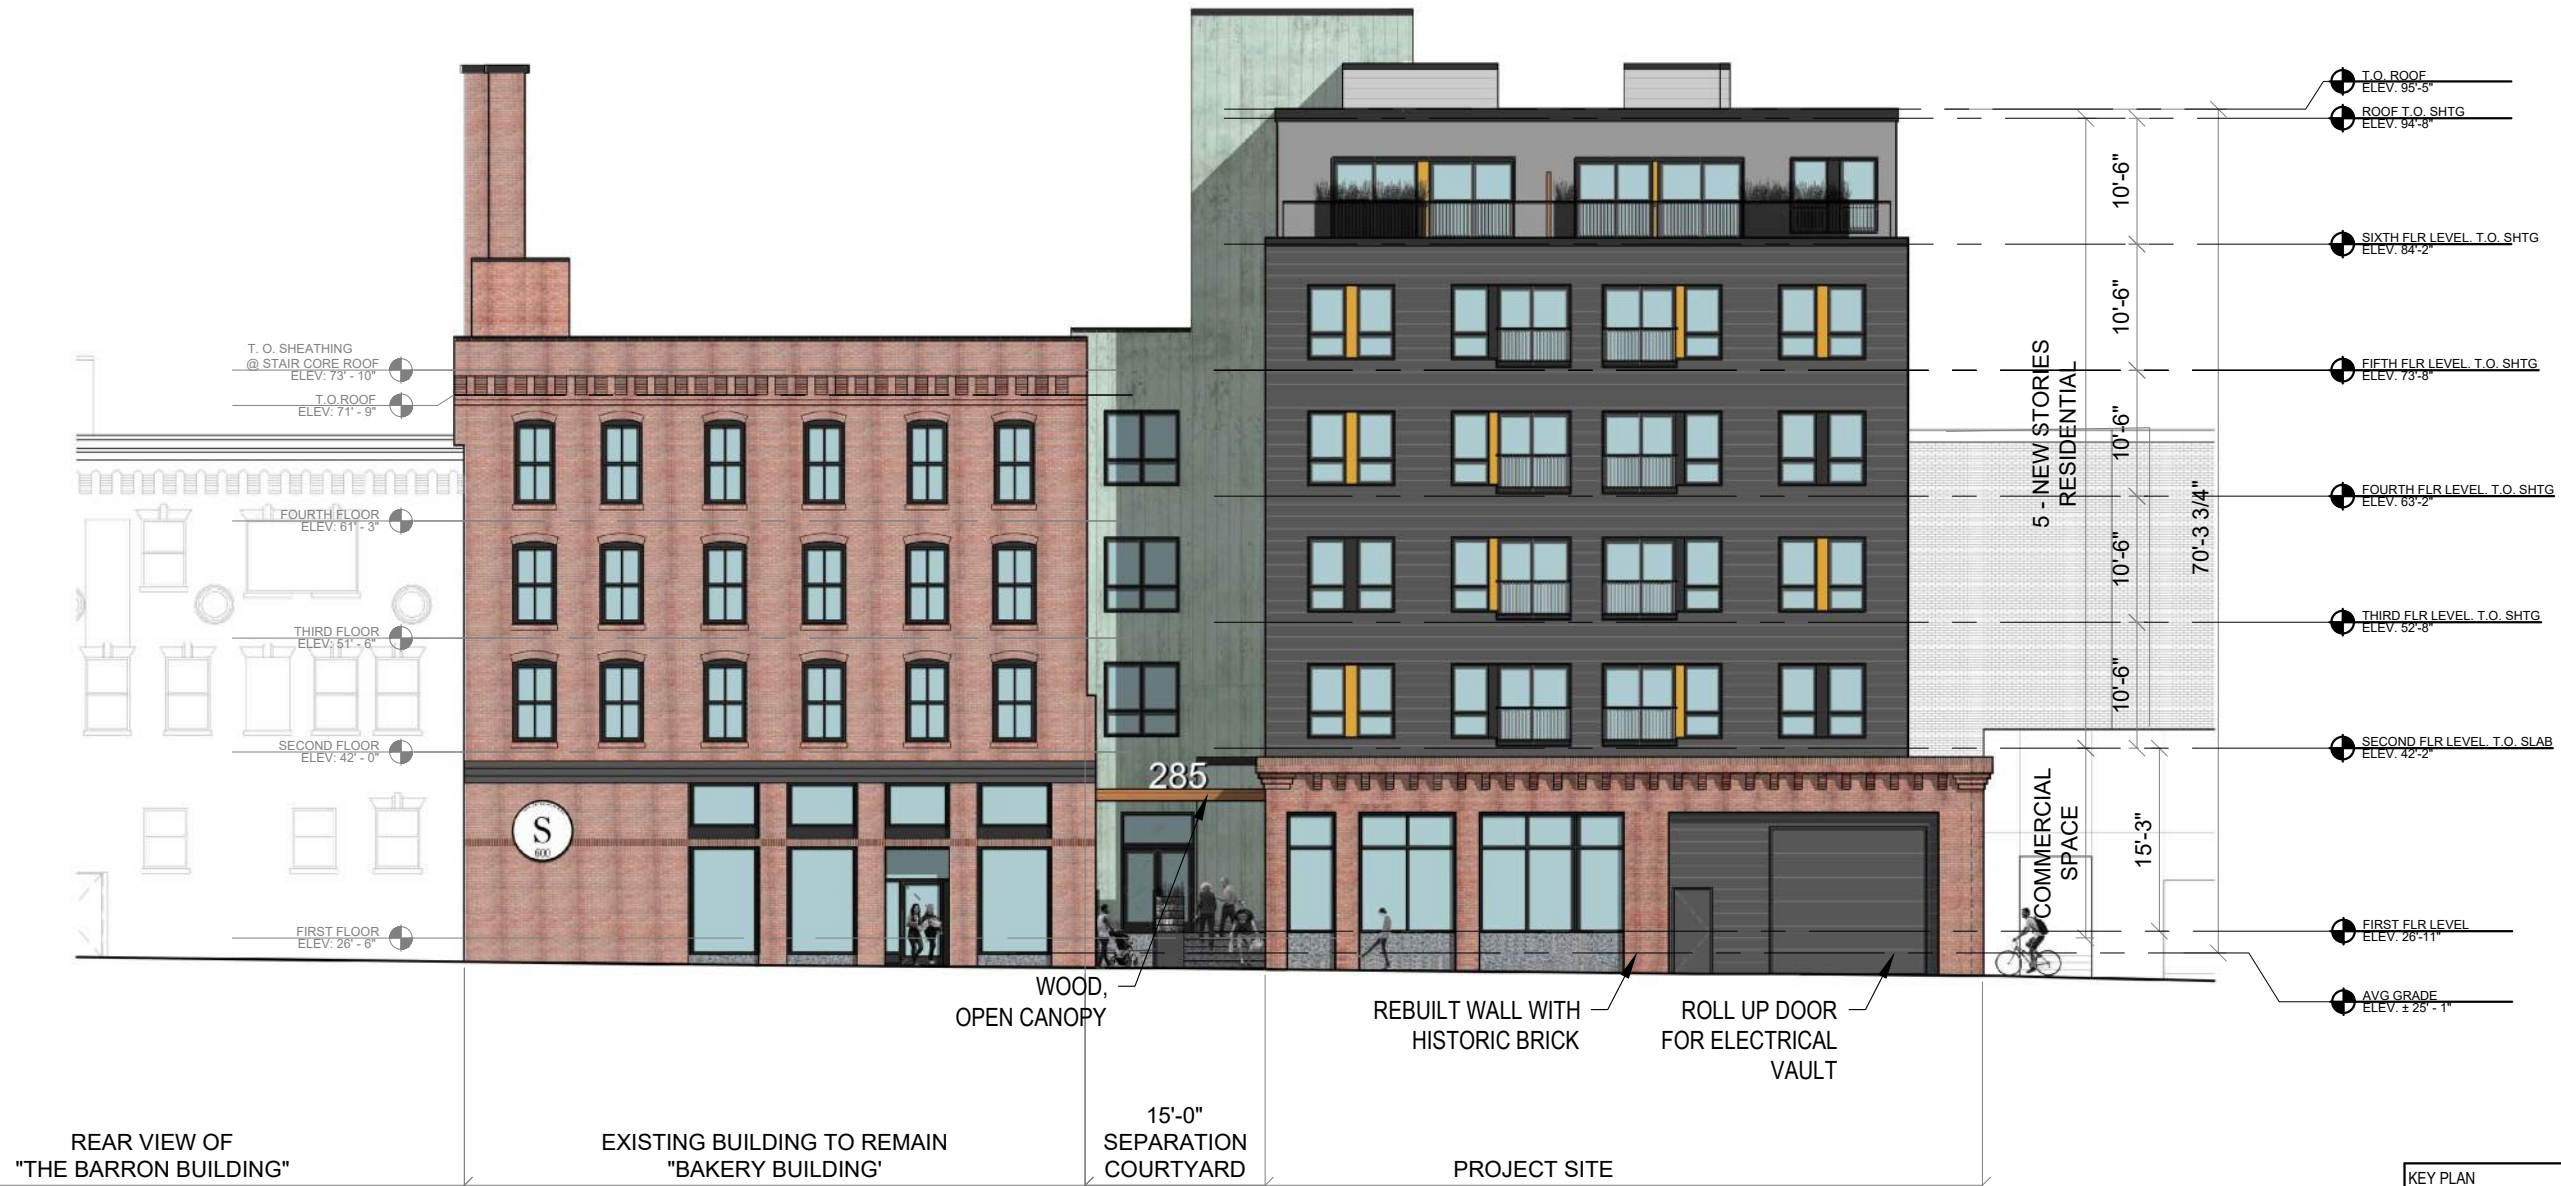 T.O. ROOF
ELEV. 95'-5"
ROOF T.O. SHTG
ELEV. 94'-8"
SIXTH FLR LEVEL. T.O. SHTG
ELEV. 84'-2"
FIFTH FLR LEVEL. T.O. SHTG
ELEV. 73'-8"
FOURTH FLR LEVEL. T.O. SHTG
ELEV. 63'-2"
THIRD FLR LEVEL. T.O. SHTG
ELEV. 52'-8"
SECOND FLR LEVEL. T.O. SLAB
ELEV. 42'-2"
FIRST FLR LEVEL
ELEV. 26'-11"
AVG GRADE
ELEV. ± 25' - 1"
10'-6"
10'-6"
10'-6"
10'-6"
10'-6"
15'-3"
70'-3 3/4"
5 - NEW STORIES
RESIDENTIAL
COMMERCIAL
SPACE
T. O. SHEATHING
@ STAIR CORE ROOF
ELEV: 73' - 10"
T.O.ROOF
ELEV: 71' - 9"
FOURTH FLOOR
ELEV: 61' - 3"
THIRD FLOOR
ELEV: 51' - 6"
SECOND FLOOR
ELEV: 42' - 0"
FIRST FLOOR
ELEV: 26' - 6"
S
600
285
WOOD,
OPEN CANOPY
REBUILT WALL WITH
HISTORIC BRICK
ROLL UP DOOR
FOR ELECTRICAL
VAULT
REAR VIEW OF
"THE BARRON BUILDING"
EXISTING BUILDING TO REMAIN
"BAKERY BUILDING'
15'-0"
SEPARATION
COURTYARD
PROJECT SITE
KEY PLAN